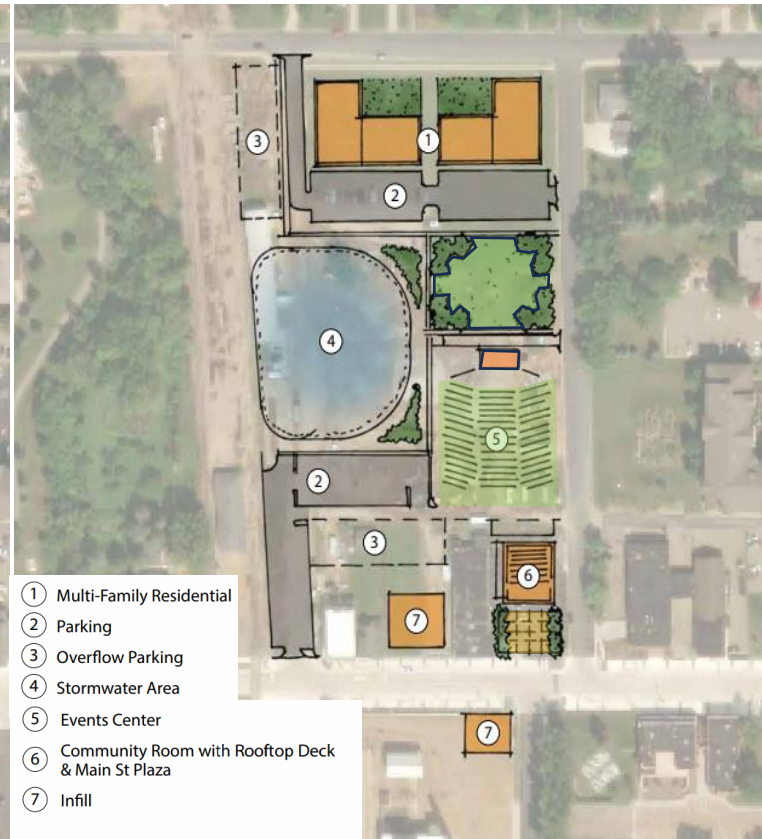 3
1
2
4
5
2
3
6
7
7
1 Multi-Family Residential
2 Parking
3 Overflow Parking
4 Stormwater Area
5 Events Center
6 Community Room with Rooftop Deck
& Main St Plaza
7 Infill